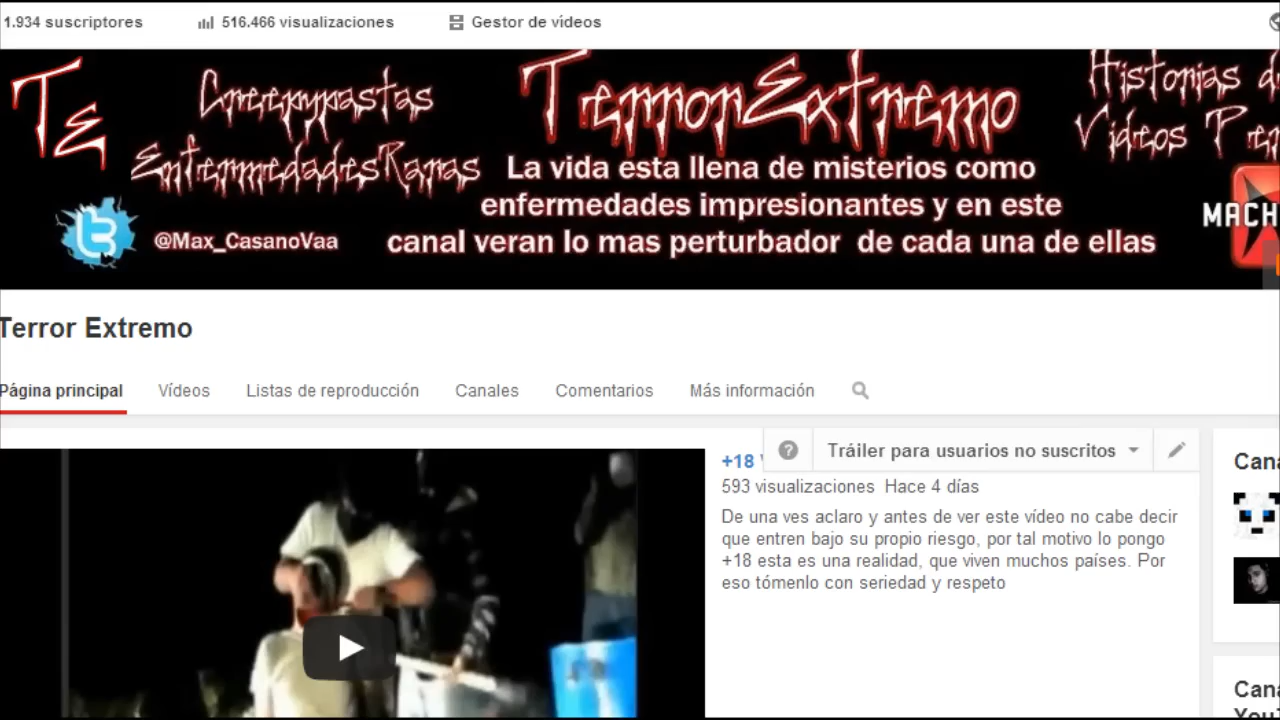 1.934 suscriptores 516.466 visualizaciones Gestor de vídeos
TE
Creepypastas
EnfermedadesRaras
@Max_CasanoVaa
TerrorExtremo
La vida esta llena de misterios como
enfermedades impresionantes y en este
canal veran lo mas perturbador de cada una de ellas
Historias d
Videos Per
MACH
Terror Extremo
Página principal Vídeos Listas de reproducción Canales Comentarios Más información
? Tráiler para usuarios no suscritos
+18
593 visualizaciones Hace 4 días
De una ves aclaro y antes de ver este vídeo no cabe decir
que entren bajo su propio riesgo, por tal motivo lo pongo
+18 esta es una realidad, que viven muchos países. Por
eso tómenlo con seriedad y respeto
Cana
Cana